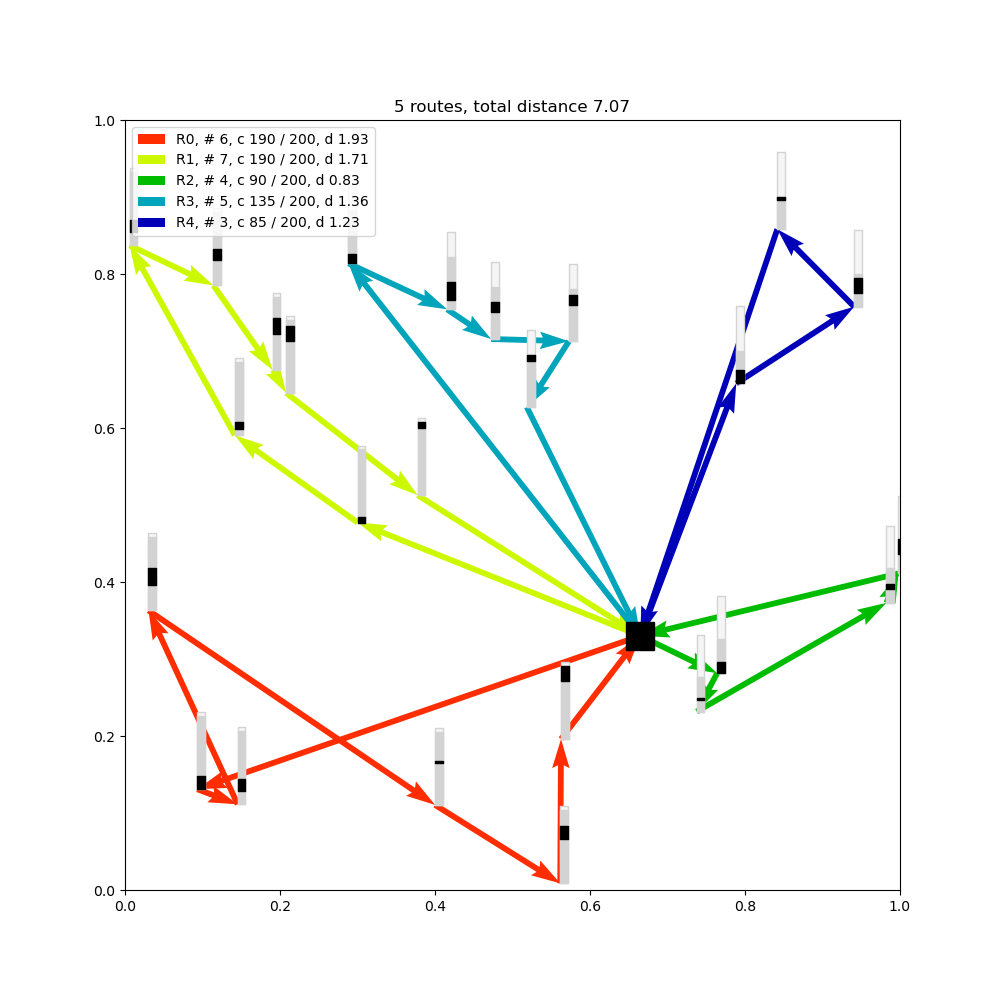 5 routes, total distance 7.07
R0, # 6, c 190 / 200, d 1.93
R1, # 7, c 190 / 200, d 1.71
R2, # 4, c 90 / 200, d 0.83
R3, # 5, c 135 / 200, d 1.36
R4, # 3, c 85 / 200, d 1.23
1.0
0.8
0.6
0.4
0.2
0.0
0.0 0.2 0.4 0.6 0.8 1.0